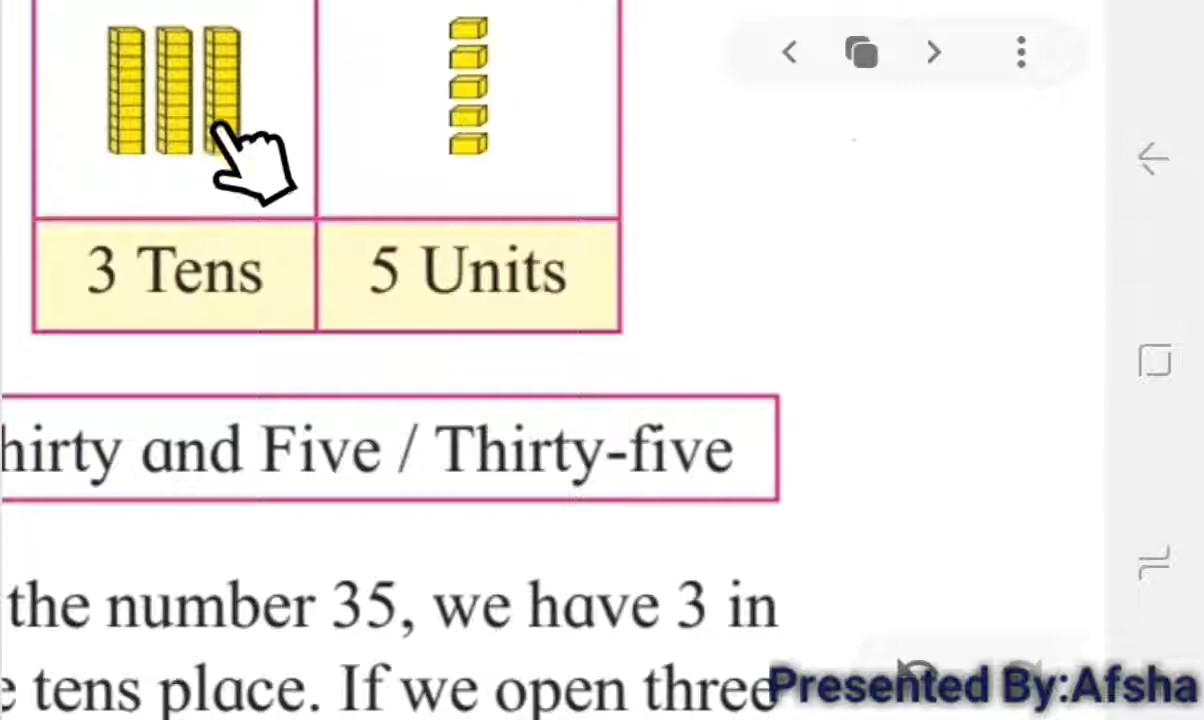 3 Tens 5 Units
hirty and Five / Thirty-five
the number 35, we have 3 in
e tens place. If we open three
Presented By:Afsha